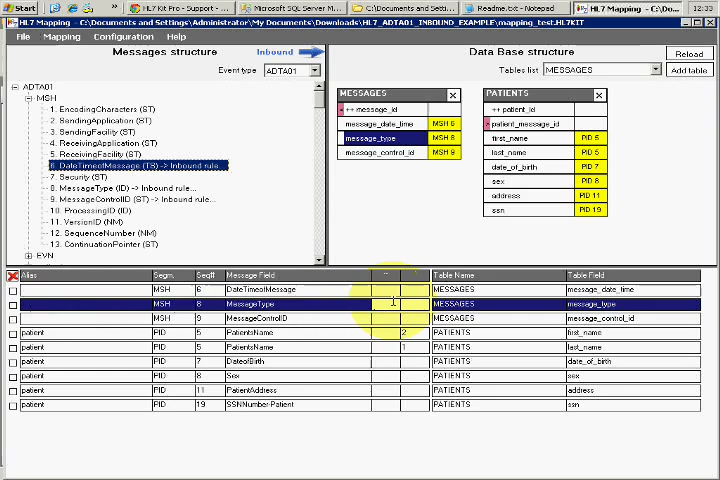 Start » HL7 Kit Pro - Support - ... Microsoft SQL Server M... C:\Documents and Setti... Readme.txt - Notepad HL7 Mapping - C:/Do... 12:33
HL7 Mapping - C:\Documents and Settings\Administrator\My Documents\Downloads\HL7_ADTA01_INBOUND_EXAMPLE\mapping_test.HL7KIT
File Mapping Configuration Help
Messages structure Inbound Data Base structure Reload
Event type ADTA01 Tables list MESSAGES Add table
ADTA01
MSH
1. EncodingCharacters (ST)
2. SendingApplication (ST)
3. SendingFacility (ST)
4. ReceivingApplication (ST)
5. ReceivingFacility (ST)
6. DateTimeofMessage (TS) -> Inbound rule...
7. Security (ST)
8. MessageType (ID) -> Inbound rule...
9. MessageControlID (ST) -> Inbound rule...
10. ProcessingID (ID)
11. VersionID (NM)
12. SequenceNumber (NM)
13. ContinuationPointer (ST)
EVN
MESSAGES
++ message_id
message_date_time MSH 6
message_type MSH 8
message_control_id MSH 9
PATIENTS
++ patient_id
patient_message_id
first_name PID 5
last_name PID 5
date_of_birth PID 7
sex PID 8
address PID 11
ssn PID 19
Alias Segm. Seq# Message Field Table Name Table Field
MSH 6 DateTimeofMessage MESSAGES message_date_time
MSH 8 MessageType MESSAGES message_type
MSH 9 MessageControlID MESSAGES message_control_id
patient PID 5 PatientsName 2 PATIENTS first_name
patient PID 5 PatientsName 1 PATIENTS last_name
patient PID 7 DateofBirth PATIENTS date_of_birth
patient PID 8 Sex PATIENTS sex
patient PID 11 PatientAddress PATIENTS address
patient PID 19 SSNNumber-Patient PATIENTS ssn